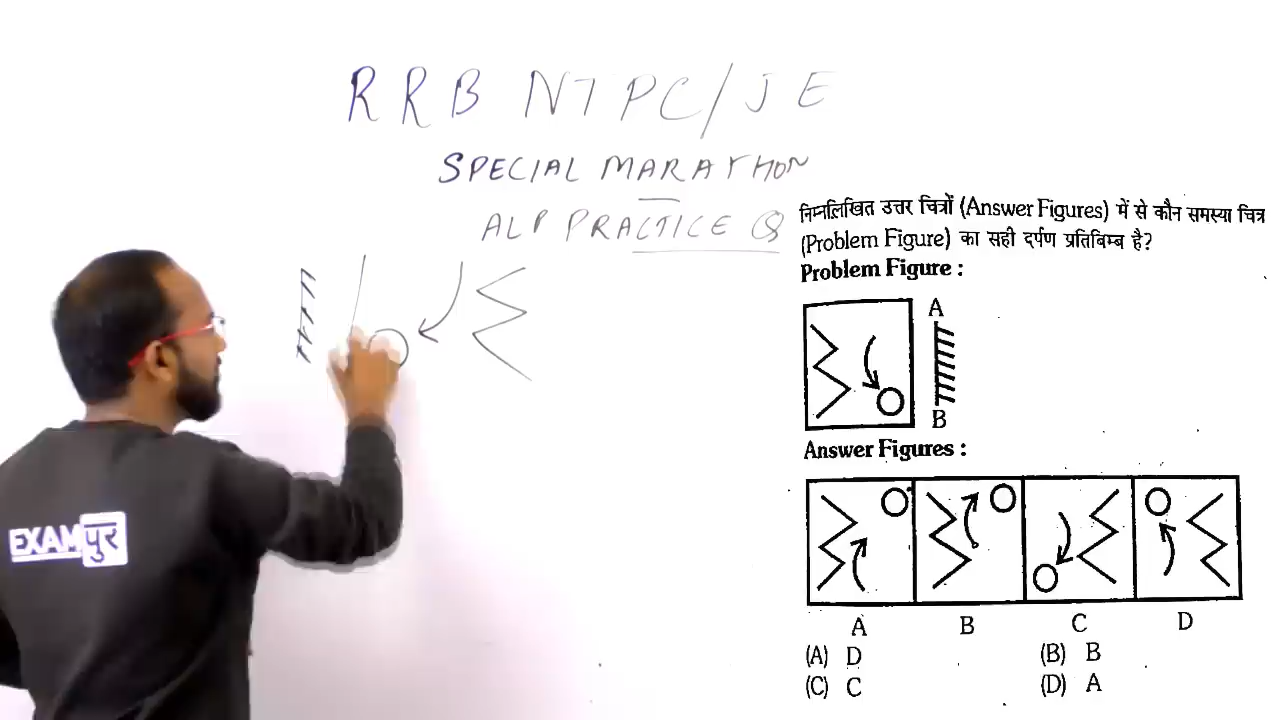 RRB NTPC/JE
SPECIAL MARATHON
ALP PRACTICE Q
निम्नलिखित उत्तर चित्रों (Answer Figures) में से कौन समस्या चित्र
(Problem Figure) का सही दर्पण प्रतिबिम्ब है?
Problem Figure :
A
B
Answer Figures :
A B C D
(A) D (B) B
(C) C (D) A
EXAMपुर